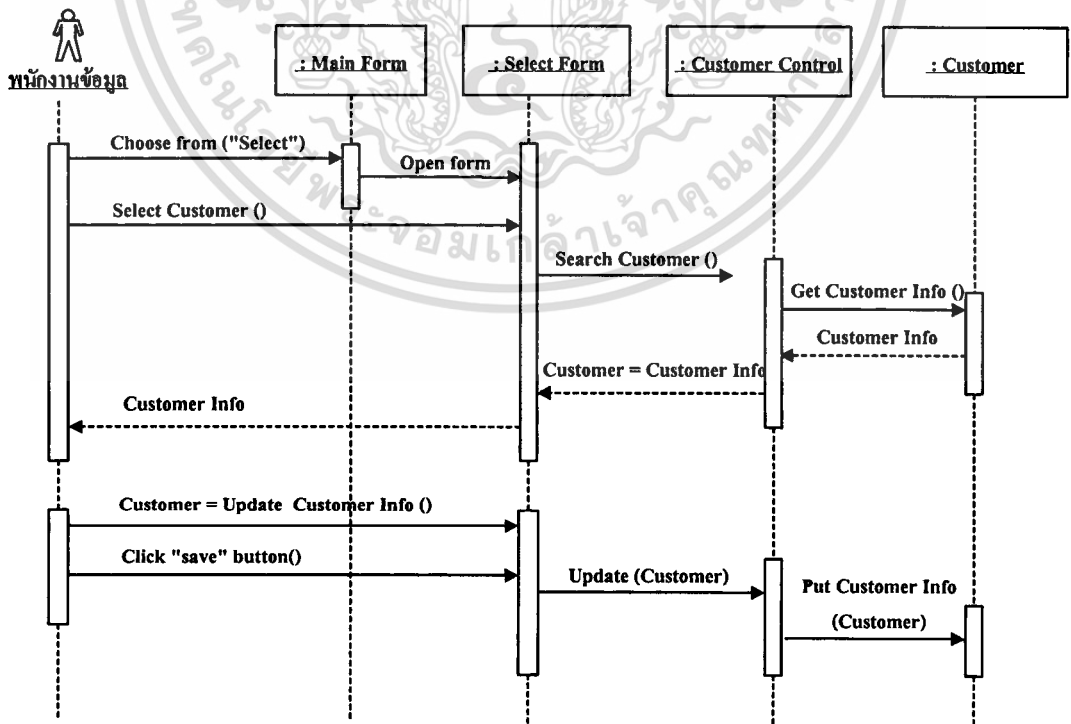 พนักงานข้อมูล
: Main Form
: Select Form
: Customer Control
: Customer
Choose from ("Select")
Open form
Select Customer ()
Search Customer ()
Get Customer Info ()
Customer Info
Customer = Customer Info
Customer Info
Customer = Update Customer Info ()
Click "save" button()
Update (Customer)
Put Customer Info
(Customer)